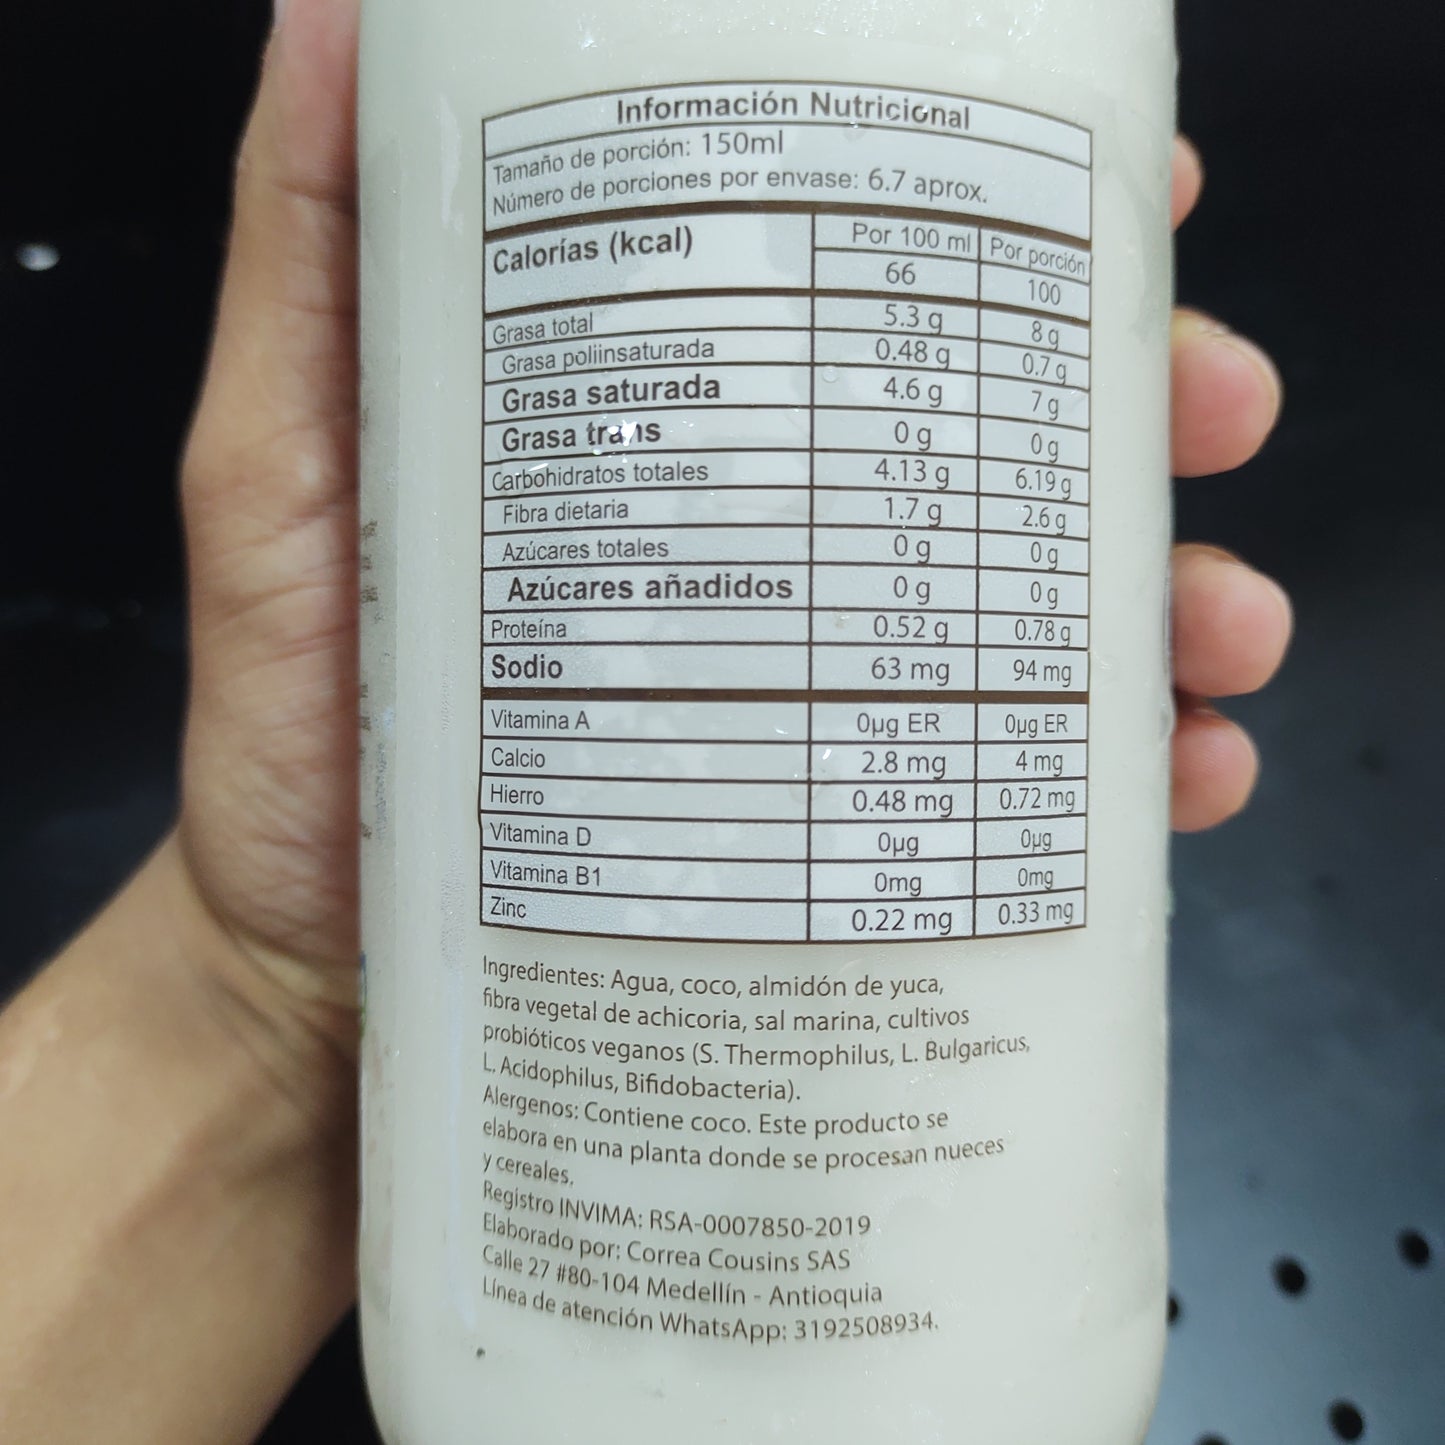 Información Nutricional
Tamaño de porción: 150ml
Número de porciones por envase: 6.7 aprox.
Calorías (kcal) Por 100 ml Por porción
66 100
Grasa total 5.3 g 8 g
Grasa poliinsaturada 0.48 g 0.7 g
Grasa saturada 4.6 g 7 g
Grasa trans 0 g 0 g
Carbohidratos totales 4.13 g 6.19 g
Fibra dietaria 1.7 g 2.6 g
Azúcares totales 0 g 0 g
Azúcares añadidos 0 g 0 g
Proteína 0.52 g 0.78 g
Sodio 63 mg 94 mg
Vitamina A 0µg ER 0µg ER
Calcio 2.8 mg 4 mg
Hierro 0.48 mg 0.72 mg
Vitamina D 0µg 0µg
Vitamina B1 0mg 0mg
Zinc 0.22 mg 0.33 mg
Ingredientes: Agua, coco, almidón de yuca,
fibra vegetal de achicoria, sal marina, cultivos
probióticos veganos (S. Thermophilus, L. Bulgaricus,
L. Acidophilus, Bifidobacteria).
Alergenos: Contiene coco. Este producto se
elabora en una planta donde se procesan nueces
y cereales.
Registro INVIMA: RSA-0007850-2019
Elaborado por: Correa Cousins SAS
Calle 27 #80-104 Medellín - Antioquia
Línea de atención WhatsApp: 3192508934.